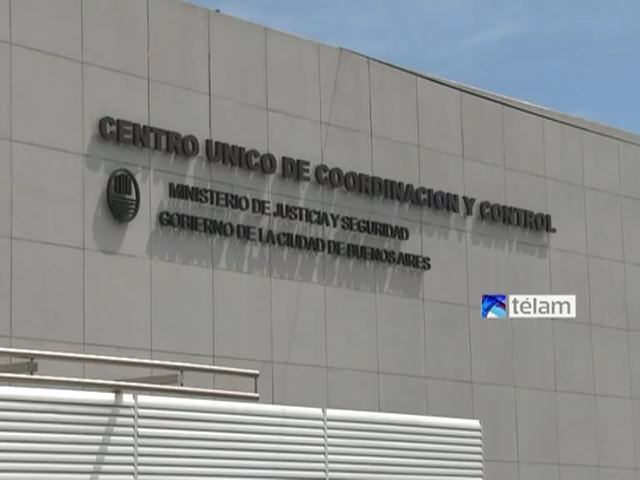 CENTRO UNICO DE COORDINACION Y CONTROL
MINISTERIO DE JUSTICIA Y SEGURIDAD
GOBIERNO DE LA CIUDAD DE BUENOS AIRES
télam